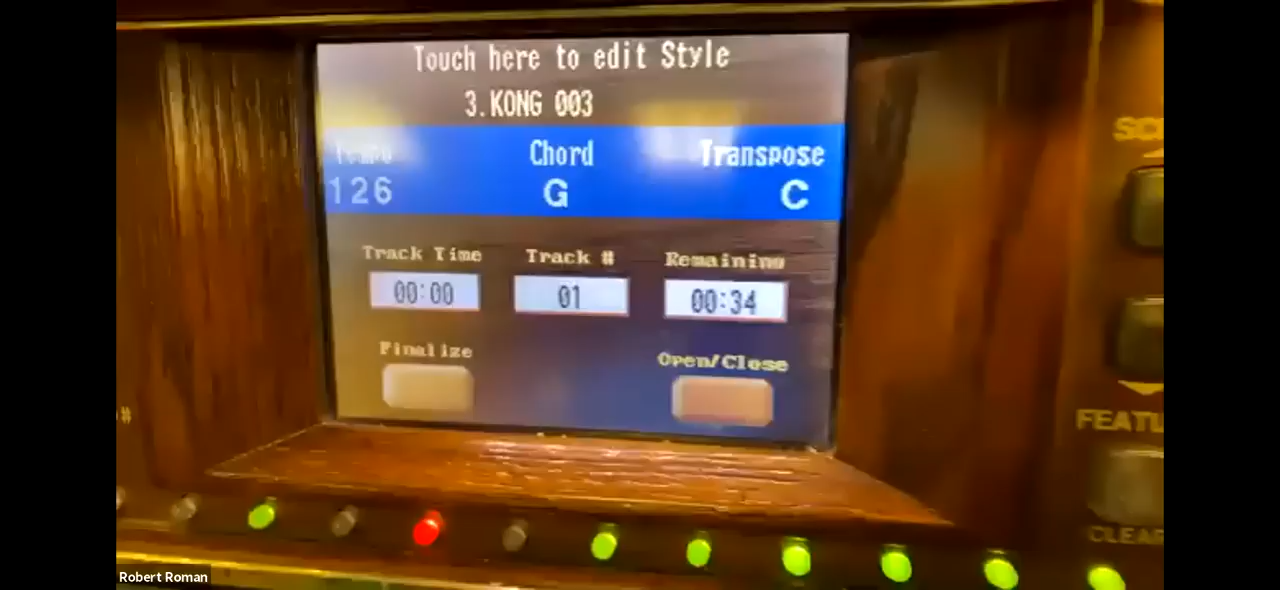 Touch here to edit Style
3.KONG 003
Tempo Chord Transpose
126 G C
Track Time Track # Remaining
00:00 01 00:34
Finalize Open/Close
#
CLEAR
Robert Roman